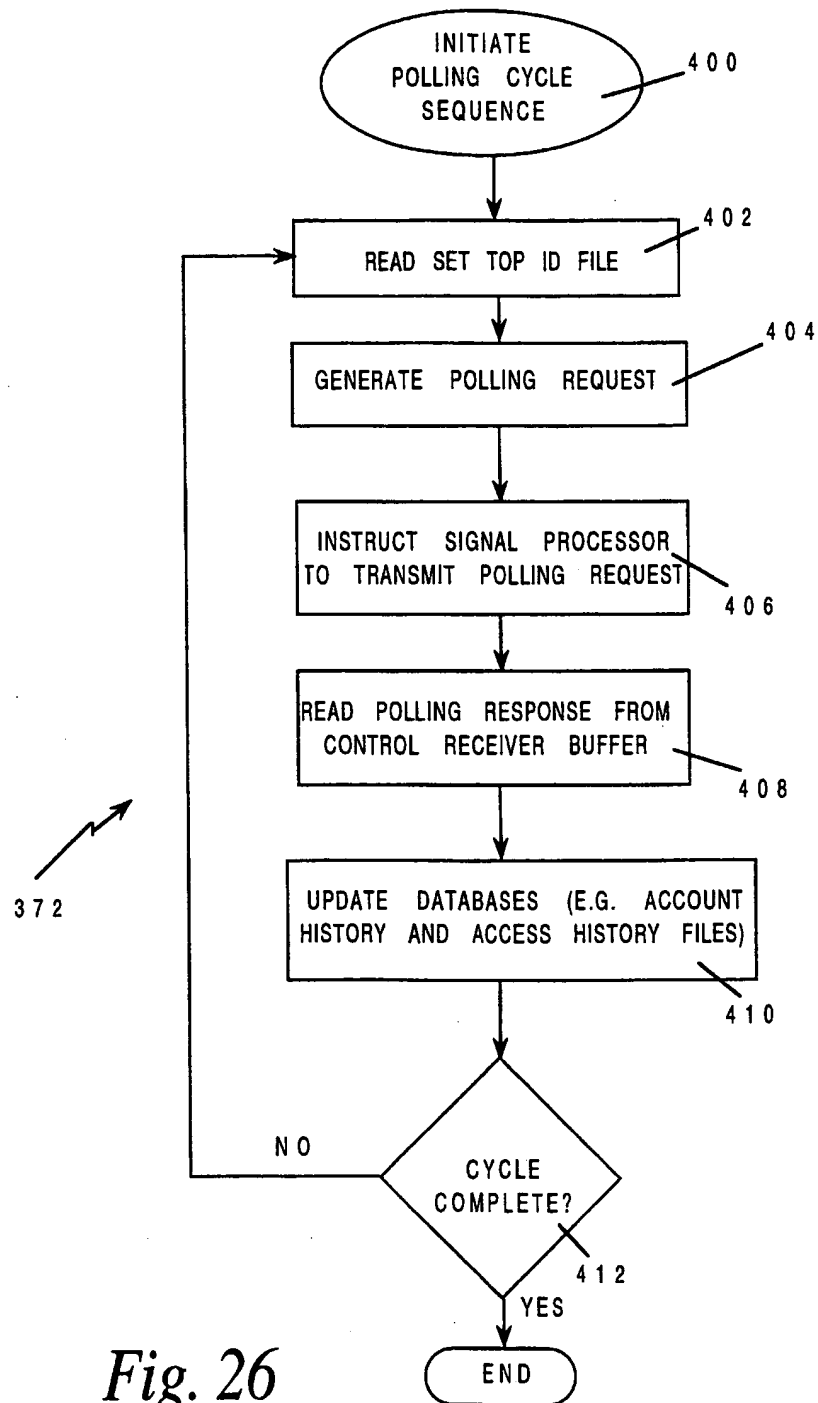 INITIATE
POLLING CYCLE
SEQUENCE
400
402
READ SET TOP ID FILE
404
GENERATE POLLING REQUEST
INSTRUCT SIGNAL PROCESSOR
TO TRANSMIT POLLING REQUEST
406
READ POLLING RESPONSE FROM
CONTROL RECEIVER BUFFER
408
372
UPDATE DATABASES (E.G. ACCOUNT
HISTORY AND ACCESS HISTORY FILES)
410
NO
CYCLE
COMPLETE?
412
YES
END
Fig. 26